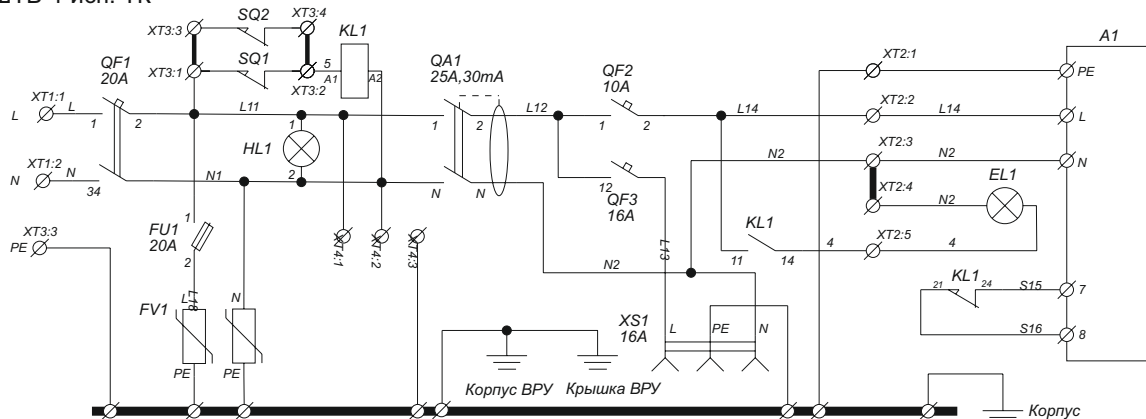 SQ2
XT3:3
XT3:4
SQ1
KL1
XT3:1
XT3:2
5
A1
A2
QF1
20A
QA1
25A,30mA
QF2
10A
XT2:1
A1
PE
XT1:1
L
L
1
2
L11
1
2
L12
1
2
L14
XT2:2
L14
L
HL1
1
2
XT1:2
N
N
34
N1
N
N
12
QF3
16A
N2
XT2:3
N2
N
XT2:4
N2
EL1
XT3:3
PE
FU1
20A
1
2
XT4:1
XT4:2
XT4:3
L13
KL1
11
14
4
XT2:5
4
N2
KL1
21
24
S15
7
S16
8
FV1
L
L18
N
PE
PE
XS1
16A
L
PE
N
Корпус ВРУ
Крышка ВРУ
Корпус